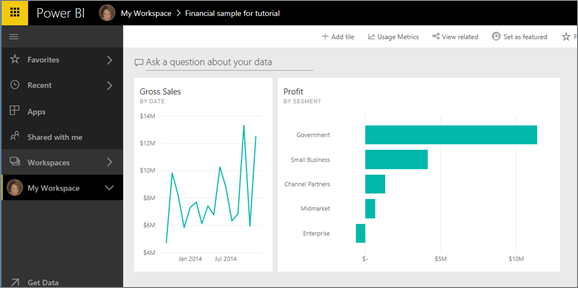 Power BI My Workspace > Financial sample for tutorial
+ Add tile Usage Metrics View related Set as featured F
Favorites
Recent
Apps
Shared with me
Workspaces
My Workspace
Get Data
Ask a question about your data
Gross Sales
BY DATE
$14M
$12M
$10M
$8M
$6M
$4M
Jan 2014 Jul 2014
Profit
BY SEGMENT
Government
Small Business
Channel Partners
Midmarket
Enterprise
$- $5M $10M